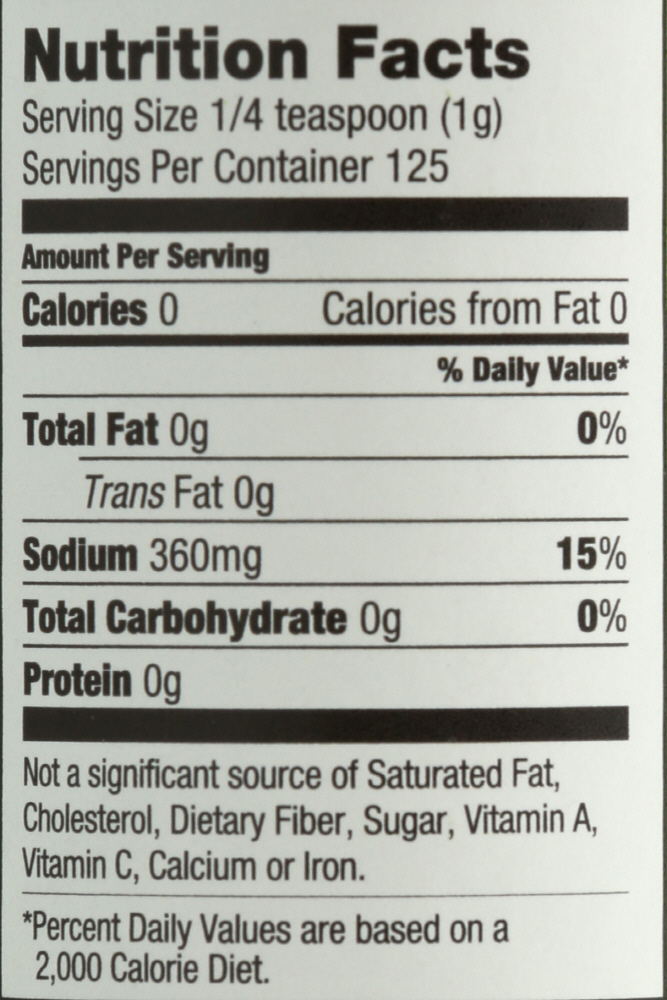 Nutrition Facts
Serving Size 1/4 teaspoon (1g)
Servings Per Container 125
Amount Per Serving
Calories 0 Calories from Fat 0
% Daily Value*
Total Fat 0g 0%
Trans Fat 0g
Sodium 360mg 15%
Total Carbohydrate 0g 0%
Protein 0g
Not a significant source of Saturated Fat,
Cholesterol, Dietary Fiber, Sugar, Vitamin A,
Vitamin C, Calcium or Iron.
*Percent Daily Values are based on a
2,000 Calorie Diet.